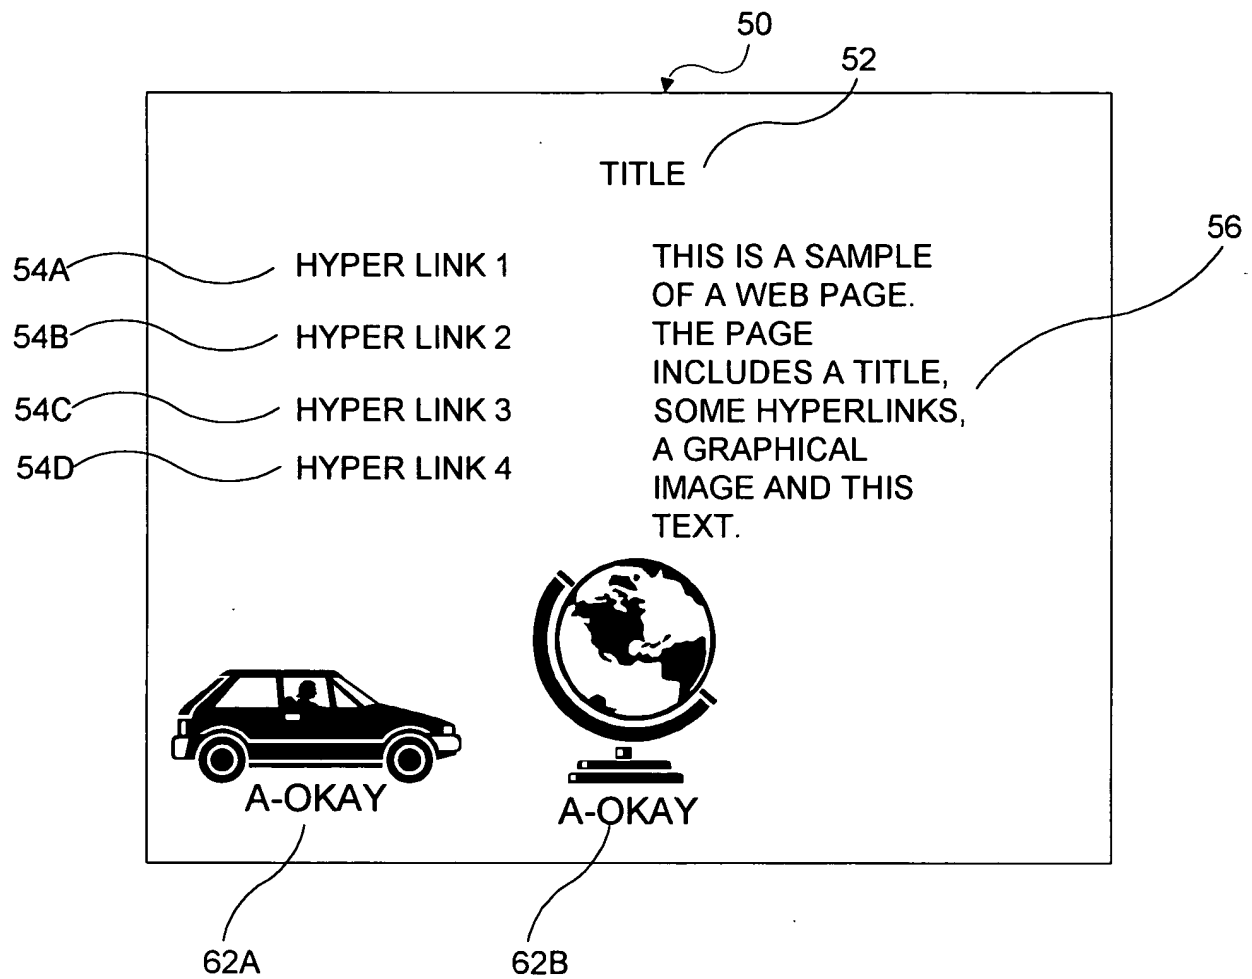 50
52
TITLE
56
54A
HYPER LINK 1
54B
HYPER LINK 2
54C
HYPER LINK 3
54D
HYPER LINK 4
THIS IS A SAMPLE
OF A WEB PAGE.
THE PAGE
INCLUDES A TITLE,
SOME HYPERLINKS,
A GRAPHICAL
IMAGE AND THIS
TEXT.
A-OKAY
A-OKAY
62A
62B